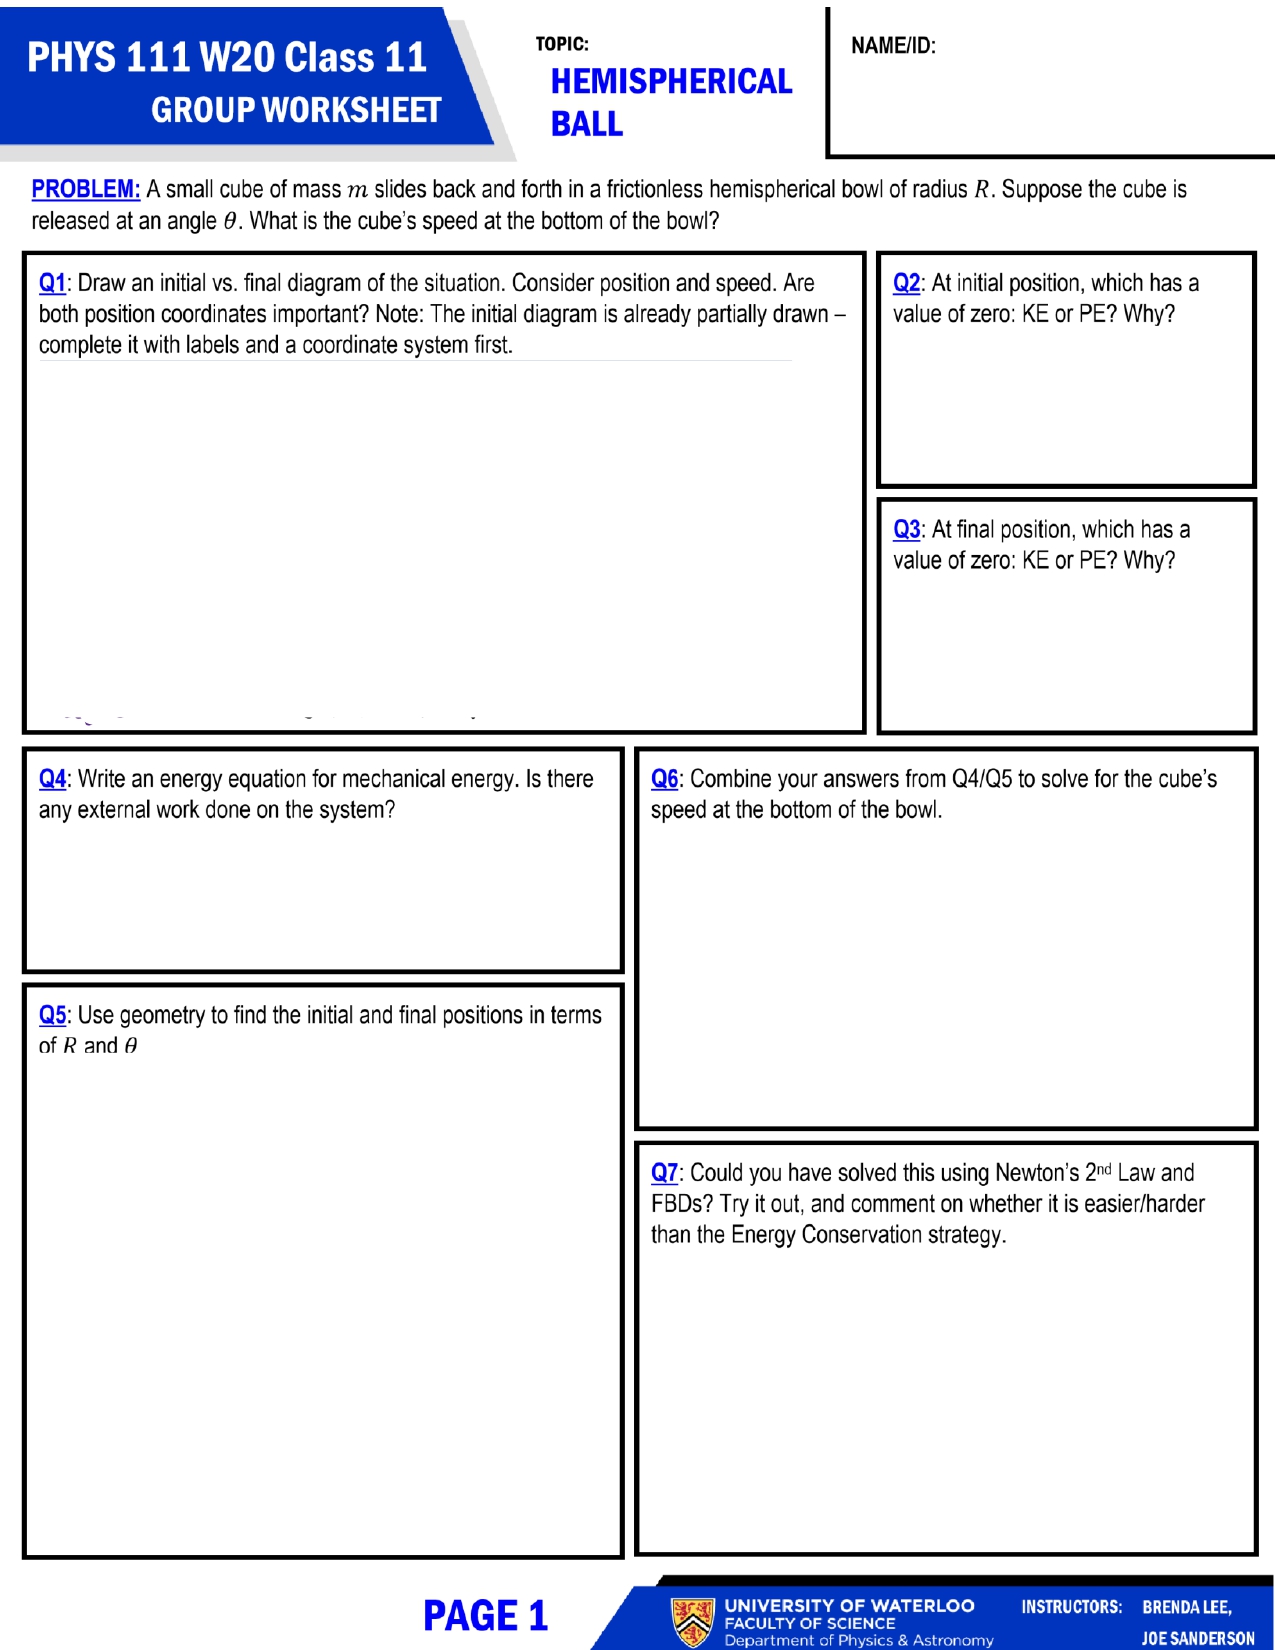 PHYS 111 W20 Class 11
GROUP WORKSHEET
TOPIC:
HEMISPHERICAL
BALL
NAME/ID:
PROBLEM: A small cube of mass m slides back and forth in a frictionless hemispherical bowl of radius R. Suppose the cube is
released at an angle θ. What is the cube's speed at the bottom of the bowl?
Q1: Draw an initial vs. final diagram of the situation. Consider position and speed. Are
both position coordinates important? Note: The initial diagram is already partially drawn –
complete it with labels and a coordinate system first.
Q2: At initial position, which has a
value of zero: KE or PE? Why?
Q3: At final position, which has a
value of zero: KE or PE? Why?
Q4: Write an energy equation for mechanical energy. Is there
any external work done on the system?
Q5: Use geometry to find the initial and final positions in terms
of R and θ
Q6: Combine your answers from Q4/Q5 to solve for the cube's
speed at the bottom of the bowl.
Q7: Could you have solved this using Newton's 2nd Law and
FBDs? Try it out, and comment on whether it is easier/harder
than the Energy Conservation strategy.
PAGE 1
UNIVERSITY OF WATERLOO
FACULTY OF SCIENCE
Department of Physics & Astronomy
INSTRUCTORS: BRENDA LEE,
JOE SANDERSON